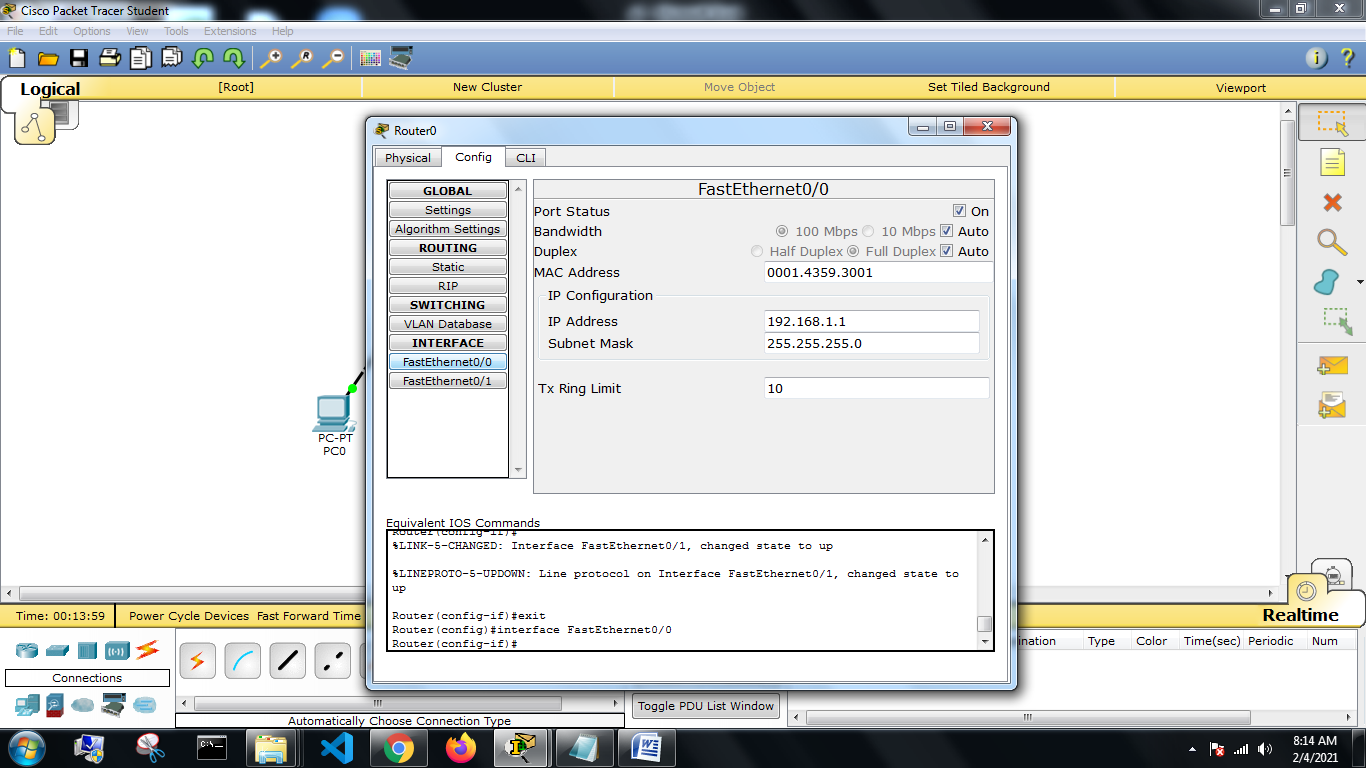 Cisco Packet Tracer Student
File Edit Options View Tools Extensions Help
Logical [Root] New Cluster Move Object Set Tiled Background Viewport
Router0
Physical Config CLI
GLOBAL
Settings
Algorithm Settings
ROUTING
Static
RIP
SWITCHING
VLAN Database
INTERFACE
FastEthernet0/0
FastEthernet0/1
FastEthernet0/0
Port Status On
Bandwidth 100 Mbps 10 Mbps Auto
Duplex Half Duplex Full Duplex Auto
MAC Address 0001.4359.3001
IP Configuration
IP Address 192.168.1.1
Subnet Mask 255.255.255.0
Tx Ring Limit 10
PC-PT
PC0
Equivalent IOS Commands
Router(config-if)#
%LINK-5-CHANGED: Interface FastEthernet0/1, changed state to up
%LINEPROTO-5-UPDOWN: Line protocol on Interface FastEthernet0/1, changed state to
up
Router(config-if)#exit
Router(config)#interface FastEthernet0/0
Router(config-if)#
Time: 00:13:59 Power Cycle Devices Fast Forward Time Realtime
Connections
Automatically Choose Connection Type
Toggle PDU List Window
Type Color Time(sec) Periodic Num
C:\_
8:14 AM
2/4/2021